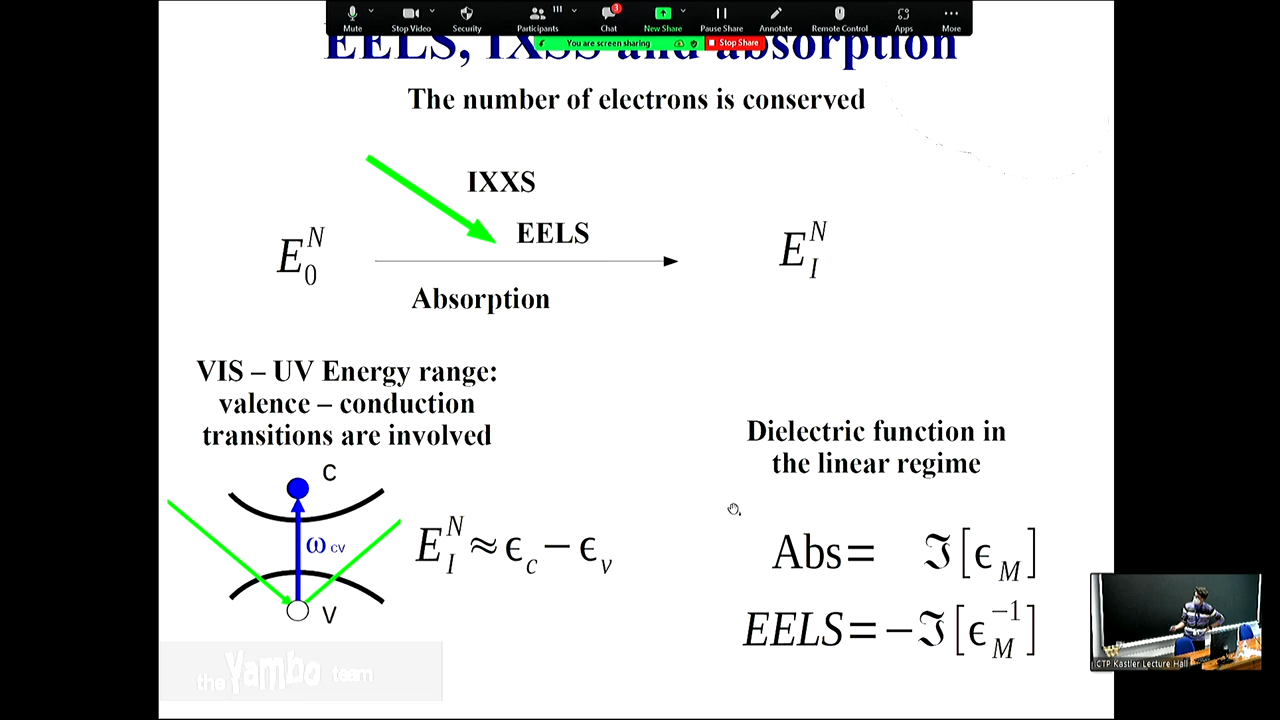 Mute
Stop Video
Security
Participants
111
Chat
3
New Share
Pause Share
Annotate
Remote Control
Apps
More
You are screen sharing
Stop Share
EELS, IXSS and absorption
The number of electrons is conserved
IXXS
EELS
E_0^N
E_I^N
Absorption
VIS – UV Energy range:
valence – conduction
transitions are involved
Dielectric function in
the linear regime
C
ω_cv
V
E_I^N ≈ ϵ_c − ϵ_v
Abs = ℑ[ϵ_M]
EELS = −ℑ[ϵ_M^{−1}]
the Yambo team
ICTP Kastler Lecture Hall